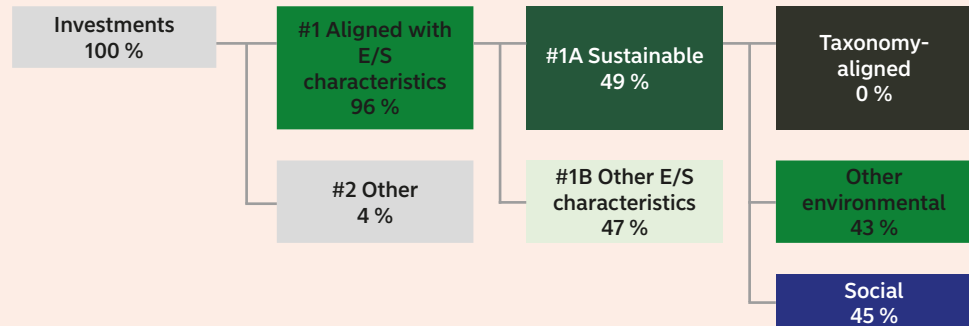 Investments
100 %
#1 Aligned with
E/S
characteristics
96 %
#1A Sustainable
49 %
Taxonomy-
aligned
0 %
#2 Other
4 %
#1B Other E/S
characteristics
47 %
Other
environmental
43 %
Social
45 %